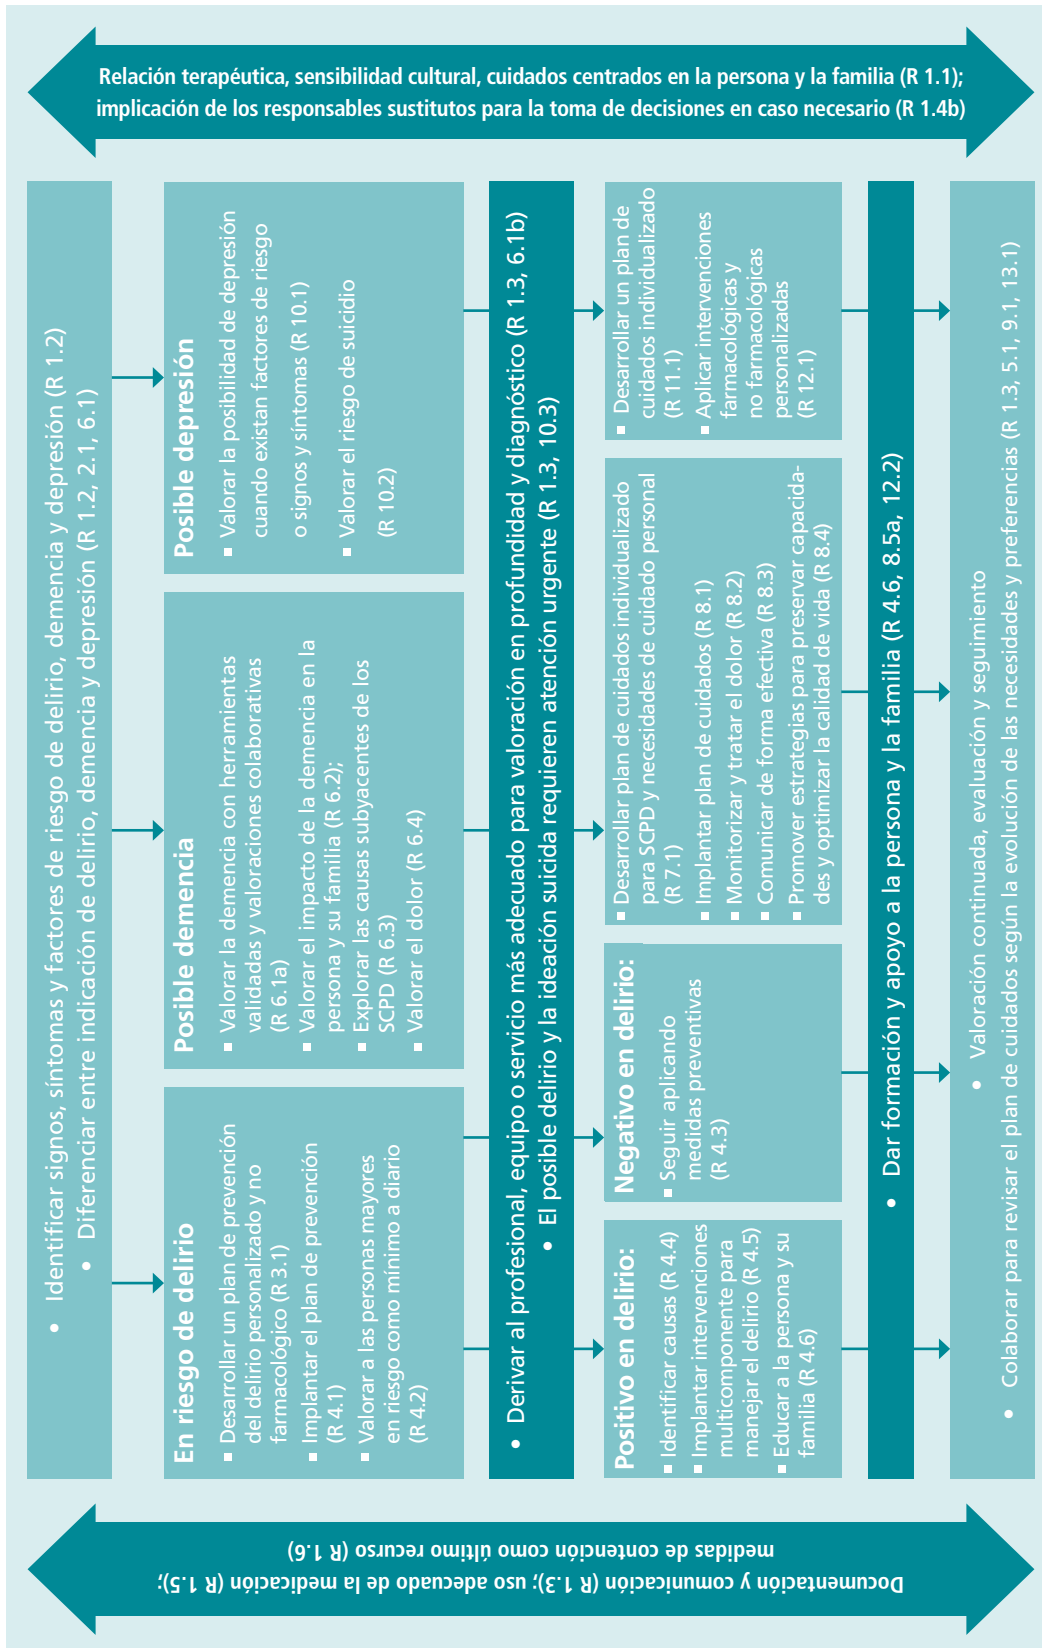 Relación terapéutica, sensibilidad cultural, cuidados centrados en la persona y la familia (R 1.1);
implicación de los responsables sustitutos para la toma de decisiones en caso necesario (R 1.4b)
• Identificar signos, síntomas y factores de riesgo de delirio, demencia y depresión (R 1.2)
• Diferenciar entre indicación de delirio, demencia y depresión (R 1.2, 2.1, 6.1)
En riesgo de delirio
▪ Desarrollar un plan de prevención
del delirio personalizado y no
farmacológico (R 3.1)
▪ Implantar el plan de prevención
(R 4.1)
▪ Valorar a las personas mayores
en riesgo como mínimo a diario
(R 4.2)
Posible demencia
▪ Valorar la demencia con herramientas
validadas y valoraciones colaborativas
(R 6.1a)
▪ Valorar el impacto de la demencia en la
persona y su familia (R 6.2);
▪ Explorar las causas subyacentes de los
SCPD (R 6.3)
▪ Valorar el dolor (R 6.4)
Posible depresión
▪ Valorar la posibilidad de depresión
cuando existan factores de riesgo
o signos y síntomas (R 10.1)
▪ Valorar el riesgo de suicidio
(R 10.2)
• Derivar al profesional, equipo o servicio más adecuado para valoración en profundidad y diagnóstico (R 1.3, 6.1b)
• El posible delirio y la ideación suicida requieren atención urgente (R 1.3, 10.3)
Positivo en delirio:
▪ Identificar causas (R 4.4)
▪ Implantar intervenciones
multicomponente para
manejar el delirio (R 4.5)
▪ Educar a la persona y su
familia (R 4.6)
Negativo en delirio:
▪ Seguir aplicando
medidas preventivas
(R 4.3)
▪ Desarrollar plan de cuidados individualizado
para SCPD y necesidades de cuidado personal
(R 7.1)
▪ Implantar plan de cuidados (R 8.1)
▪ Monitorizar y tratar el dolor (R 8.2)
▪ Comunicar de forma efectiva (R 8.3)
▪ Promover estrategias para preservar capacida-
des y optimizar la calidad de vida (R 8.4)
▪ Desarrollar un plan de
cuidados individualizado
(R 11.1)
▪ Aplicar intervenciones
farmacológicas y
no farmacológicas
personalizadas
(R 12.1)
• Dar formación y apoyo a la persona y la familia (R 4.6, 8.5a, 12.2)
• Valoración continuada, evaluación y seguimiento
• Colaborar para revisar el plan de cuidados según la evolución de las necesidades y preferencias (R 1.3, 5.1, 9.1, 13.1)
Documentación y comunicación (R 1.3); uso adecuado de la medicación (R 1.5);
medidas de contención como último recurso (R 1.6)